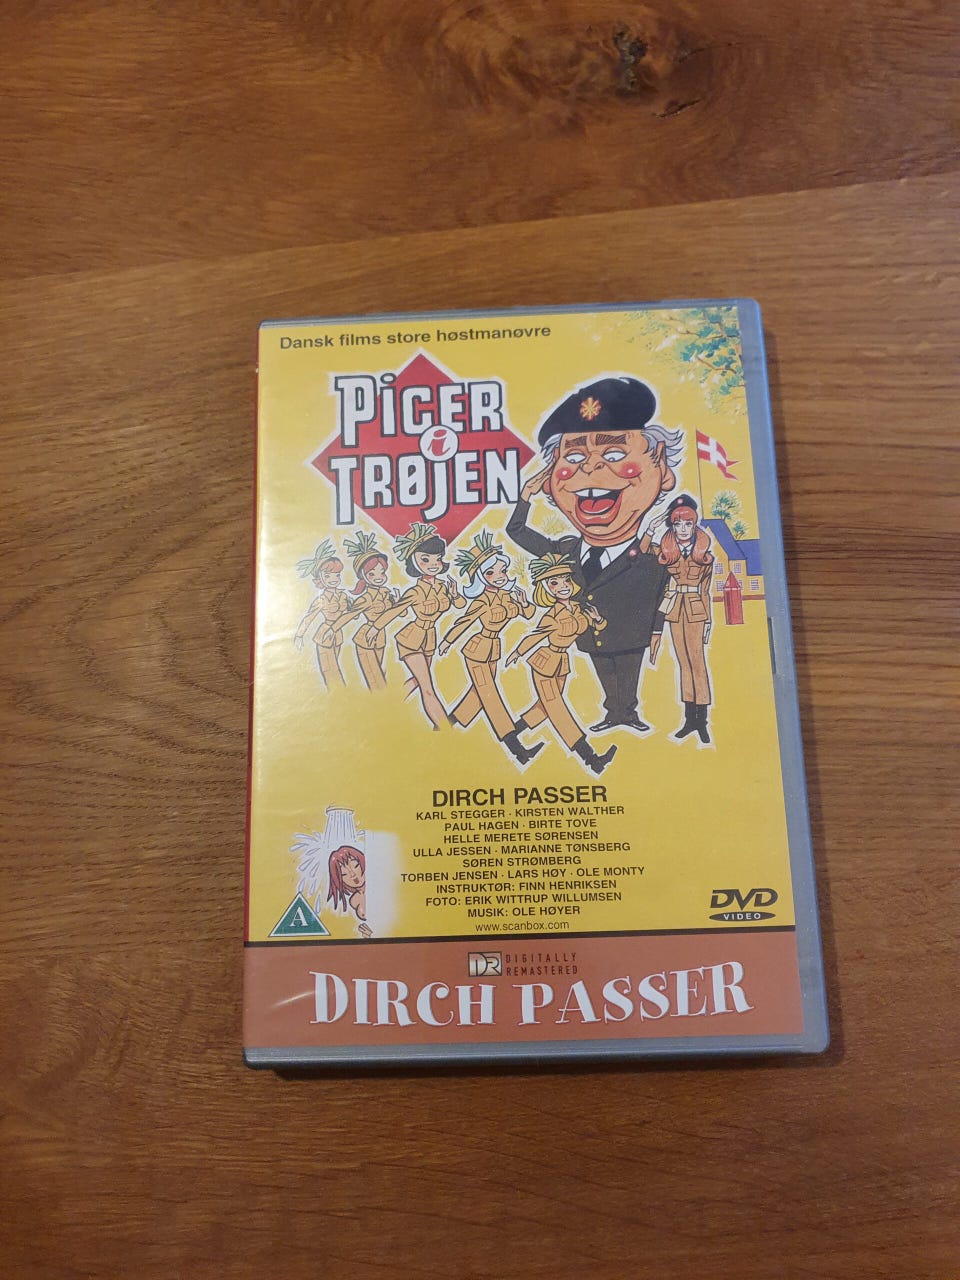 Dansk films store høstmanøvre
PIGER
i
TRØJEN
DIRCH PASSER
KARL STEGGER · KIRSTEN WALTHER
PAUL HAGEN · BIRTE TOVE
HELLE MERETE SØRENSEN
ULLA JESSEN · MARIANNE TØNSBERG
SØREN STRØMBERG
TORBEN JENSEN · LARS HØY · OLE MONTY
INSTRUKTØR: FINN HENRIKSEN
FOTO: ERIK WITTRUP WILLUMSEN
MUSIK: OLE HØYER
www.scanbox.com
A
DVD
VIDEO
DR DIGITALLY
REMASTERED
DIRCH PASSER